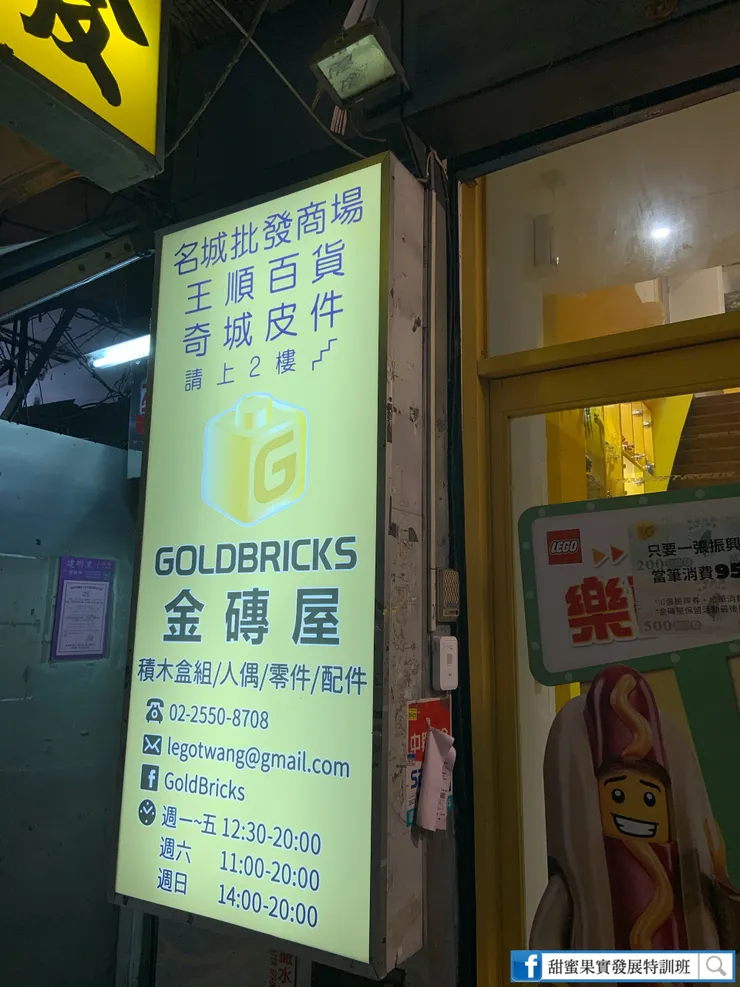 名城批發商場
王順百貨
奇城皮件
請上2樓
G
GOLDBRICKS
金磚屋
積木盒組/人偶/零件/配件
02-2550-8708
legotwang@gmail.com
f GoldBricks
週一~五 12:30-20:00
週六 11:00-20:00
週日 14:00-20:00
LEGO
只要一張振興
200
當筆消費95
樂
500
f 甜蜜果實發展特訓班